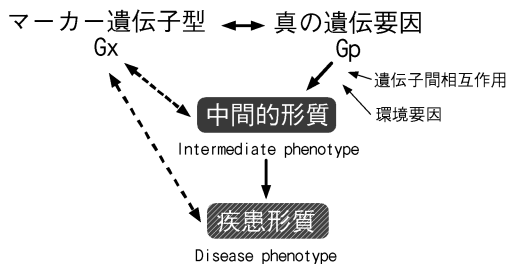 マーカー遺伝子型
真の遺伝要因
Gx
Gp
遺伝子間相互作用
環境要因
中間的形質
Intermediate phenotype
疾患形質
Disease phenotype